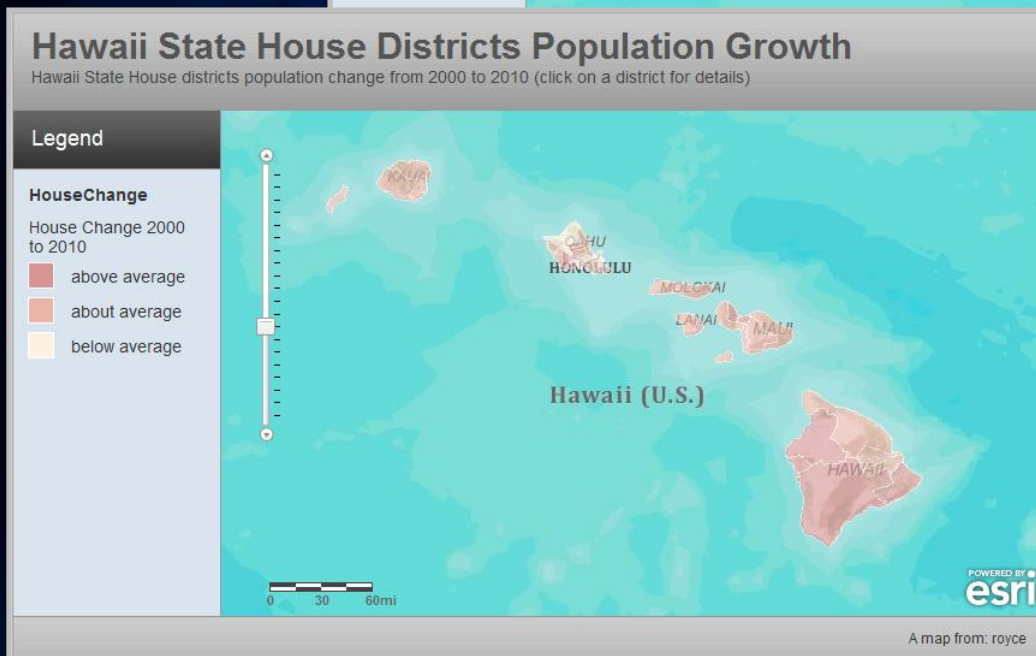 Hawaii State House Districts Population Growth
Hawaii State House districts population change from 2000 to 2010 (click on a district for details)
Legend
HouseChange
House Change 2000
to 2010
above average
about average
below average
KAUAI
OAHU
HONOLULU
MOLOKAI
LANAI
MAUI
Hawaii (U.S.)
HAWAII
0 30 60mi
POWERED BY
esri
A map from: royce